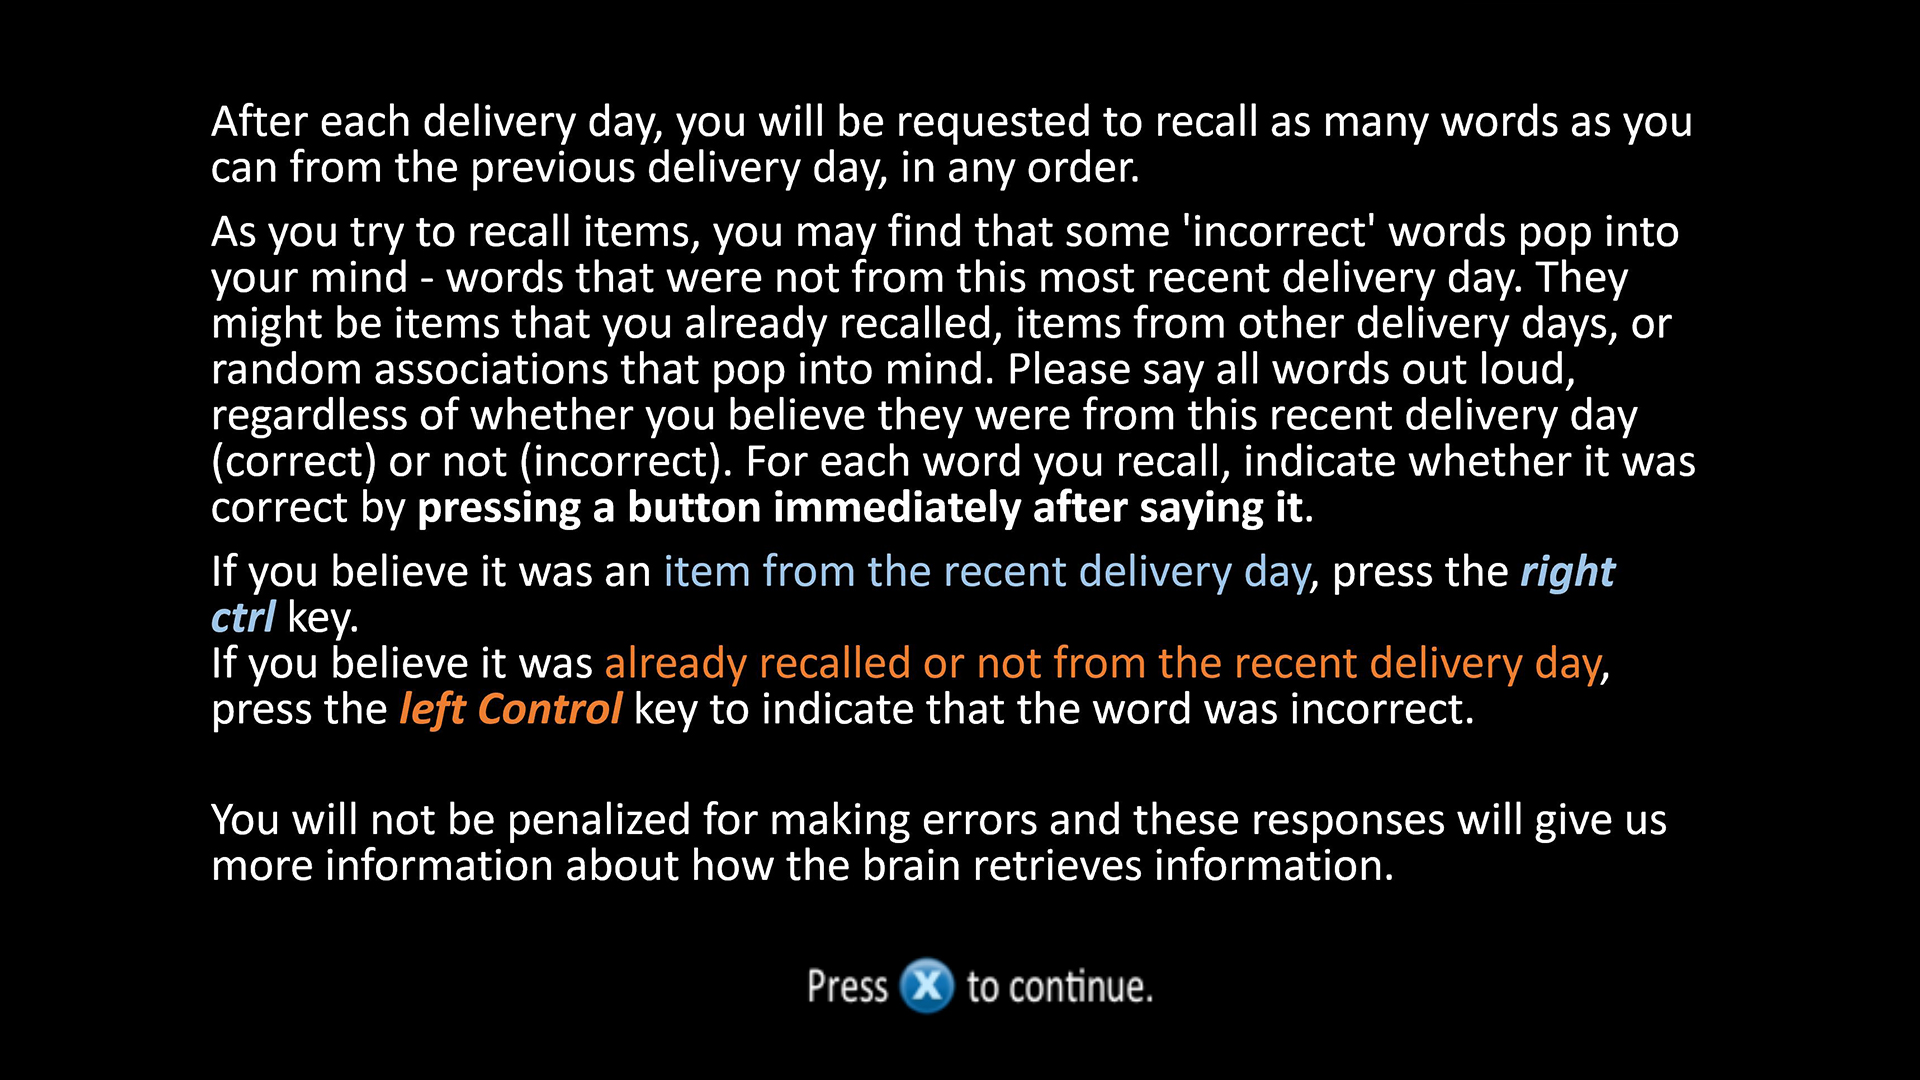 After each delivery day, you will be requested to recall as many words as you
can from the previous delivery day, in any order.
As you try to recall items, you may find that some 'incorrect' words pop into
your mind - words that were not from this most recent delivery day. They
might be items that you already recalled, items from other delivery days, or
random associations that pop into mind. Please say all words out loud,
regardless of whether you believe they were from this recent delivery day
(correct) or not (incorrect). For each word you recall, indicate whether it was
correct by pressing a button immediately after saying it.
If you believe it was an item from the recent delivery day, press the right
ctrl key.
If you believe it was already recalled or not from the recent delivery day,
press the left Control key to indicate that the word was incorrect.
You will not be penalized for making errors and these responses will give us
more information about how the brain retrieves information.
Press X to continue.